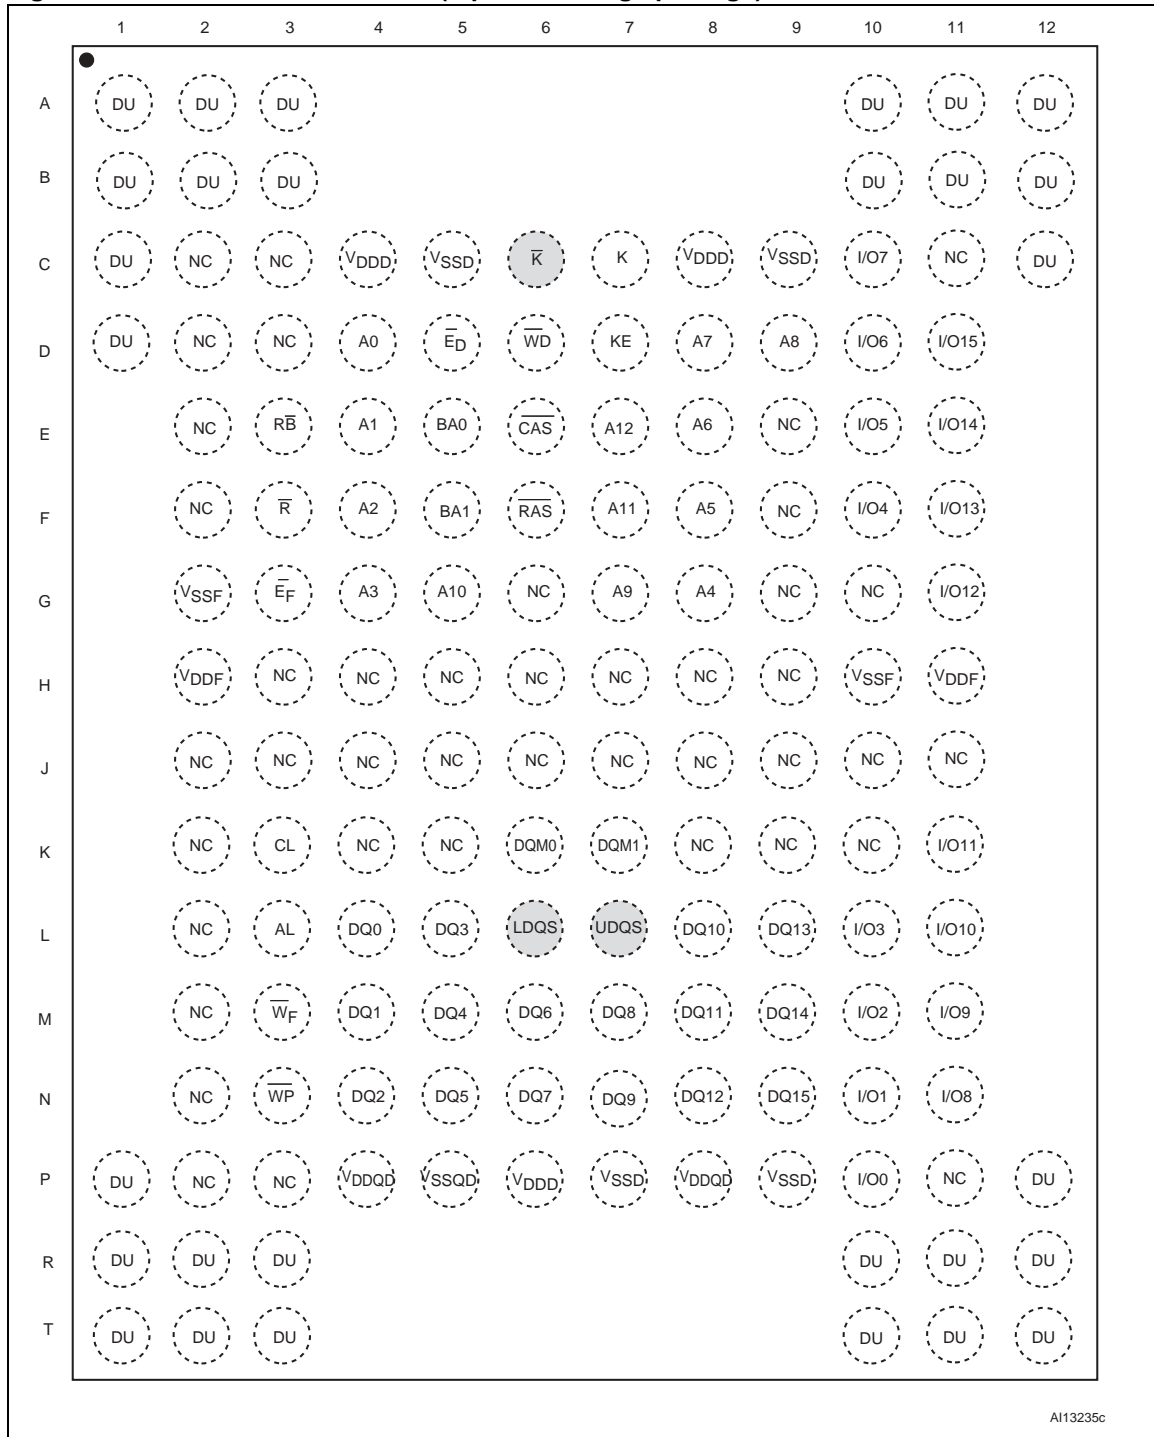 1 2 3 4 5 6 7 8 9 10 11 12
A DU DU DU DU DU DU
B DU DU DU DU DU DU
C DU NC NC VDDD VSSD K̅ K VDDD VSSD I/O7 NC DU
D DU NC NC A0 E̅D W̅D̅ KE A7 A8 I/O6 I/O15
E NC RB̅ A1 BA0 C̅A̅S̅ A12 A6 NC I/O5 I/O14
F NC R̅ A2 BA1 R̅A̅S̅ A11 A5 NC I/O4 I/O13
G VSSF E̅F A3 A10 NC A9 A4 NC NC I/O12
H VDDF NC NC NC NC NC NC NC VSSF VDDF
J NC NC NC NC NC NC NC NC NC NC
K NC CL NC NC DQM0 DQM1 NC NC NC I/O11
L NC AL DQ0 DQ3 LDQS UDQS DQ10 DQ13 I/O3 I/O10
M NC W̅F DQ1 DQ4 DQ6 DQ8 DQ11 DQ14 I/O2 I/O9
N NC W̅P̅ DQ2 DQ5 DQ7 DQ9 DQ12 DQ15 I/O1 I/O8
P DU NC NC VDDQD VSSQD VDDD VSSD VDDQD VSSD I/O0 NC DU
R DU DU DU DU DU DU
T DU DU DU DU DU DU
AI13235c